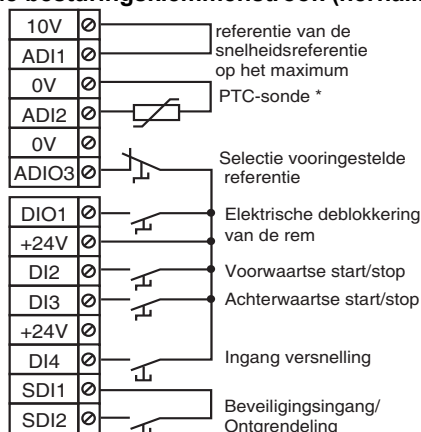 10V
referentie van de
ADI1
snelheidsreferentie
op het maximum
0V
PTC-sonde *
ADI2
0V
Selectie vooringestelde
ADIO3
referentie
DIO1
Elektrische deblokkering
+24V
van de rem
DI2
Voorwaartse start/stop
DI3
Achterwaartse start/stop
+24V
DI4
Ingang versnelling
SDI1
Beveiligingsingang/
SDI2
Ontgrendeling